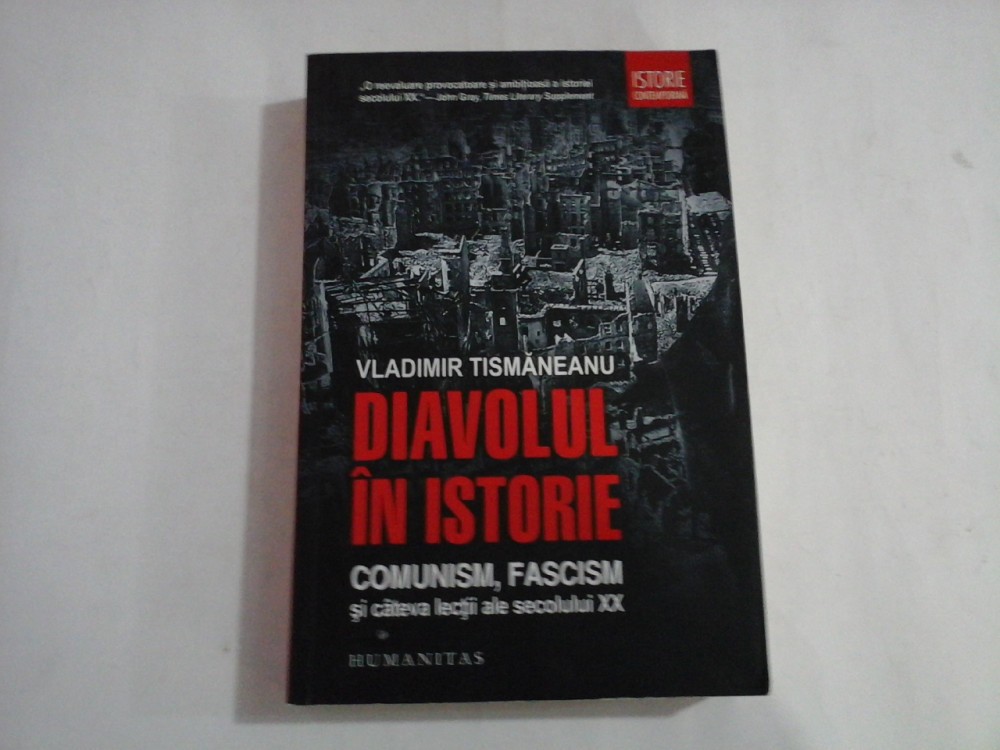 „O reevaluare provocatoare și ambițioasă a istoriei
secolului XX.“ — John Gray, Times Literary Supplement
ISTORIE
CONTEMPORANĂ
VLADIMIR TISMĂNEANU
DIAVOLUL
ÎN ISTORIE
COMUNISM, FASCISM
și câteva lecții ale secolului XX
HUMANITAS